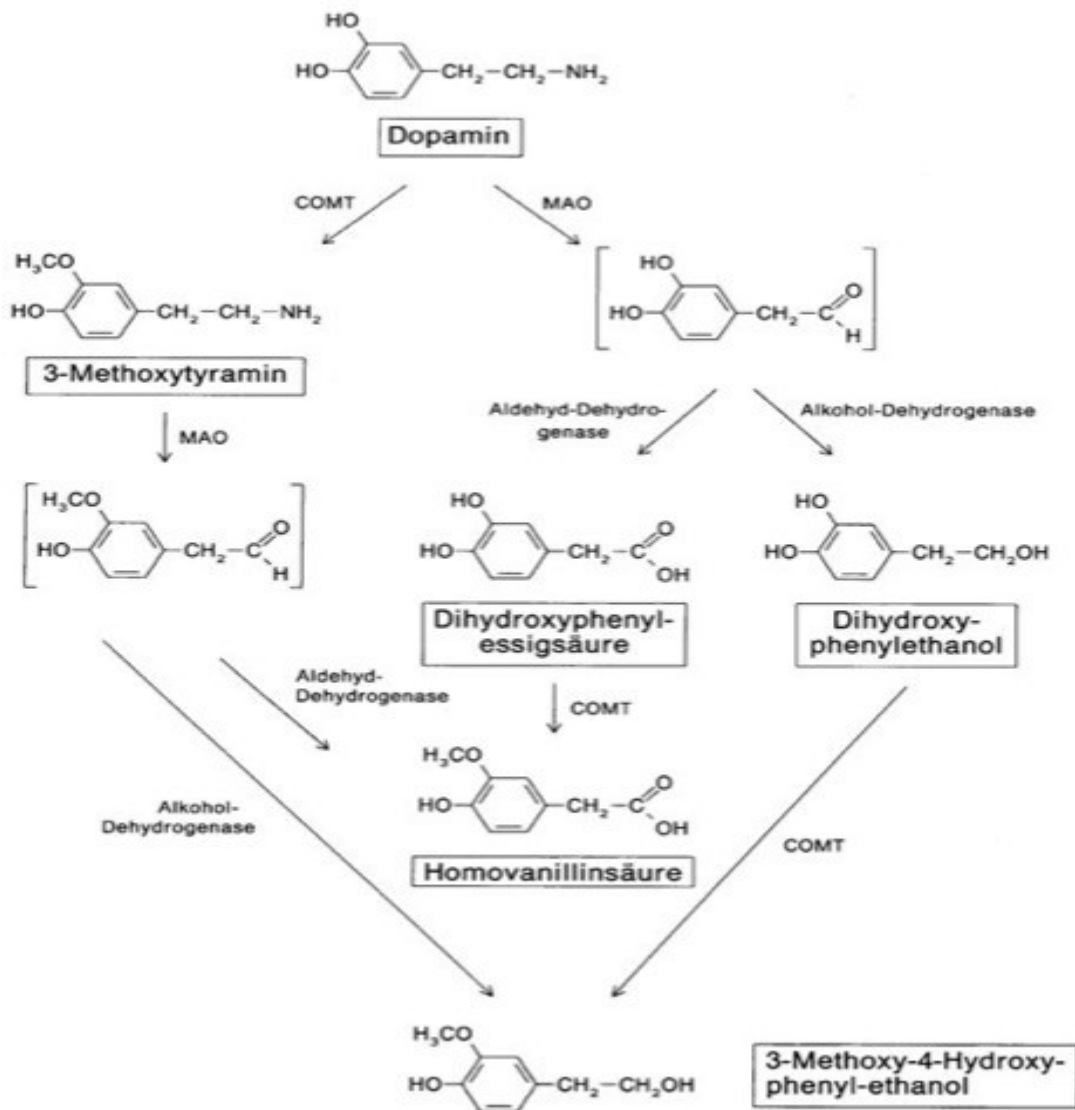 HO
HO
CH₂–CH₂–NH₂
Dopamin
COMT
MAO
H₃CO
HO
CH₂–CH₂–NH₂
3-Methoxytyramin
HO
HO
CH₂–C
O
H
MAO
Aldehyd-Dehydro-
genase
Alkohol-Dehydrogenase
H₃CO
HO
CH₂–C
O
H
HO
HO
CH₂–C
O
OH
Dihydroxyphenyl-
essigsäure
HO
HO
CH₂–CH₂OH
Dihydroxy-
phenylethanol
Aldehyd-
Dehydrogenase
COMT
H₃CO
HO
CH₂–C
O
OH
Homovanillinsäure
Alkohol-
Dehydrogenase
COMT
H₃CO
HO
CH₂–CH₂OH
3-Methoxy-4-Hydroxy-
phenyl-ethanol